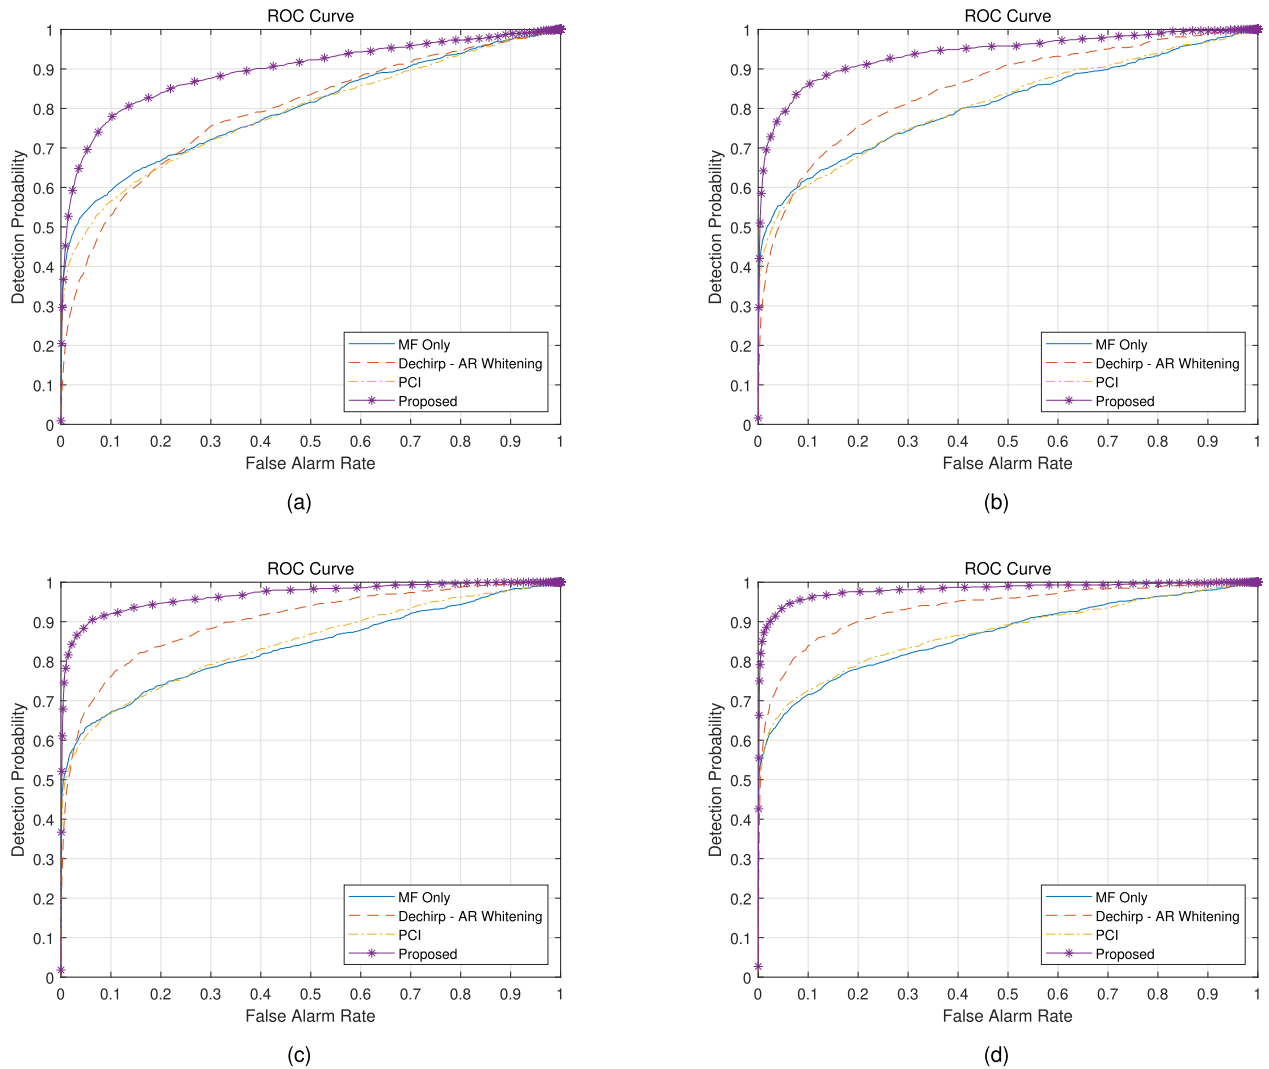 ROC Curve
1
0.9
0.8
0.7
0.6
0.5
0.4
0.3
0.2
0.1
0
Detection Probability
MF Only
Dechirp - AR Whitening
PCI
Proposed
0 0.1 0.2 0.3 0.4 0.5 0.6 0.7 0.8 0.9 1
False Alarm Rate
(a)
ROC Curve
1
0.9
0.8
0.7
0.6
0.5
0.4
0.3
0.2
0.1
0
Detection Probability
MF Only
Dechirp - AR Whitening
PCI
Proposed
0 0.1 0.2 0.3 0.4 0.5 0.6 0.7 0.8 0.9 1
False Alarm Rate
(b)
ROC Curve
1
0.9
0.8
0.7
0.6
0.5
0.4
0.3
0.2
0.1
0
Detection Probability
MF Only
Dechirp - AR Whitening
PCI
Proposed
0 0.1 0.2 0.3 0.4 0.5 0.6 0.7 0.8 0.9 1
False Alarm Rate
(c)
ROC Curve
1
0.9
0.8
0.7
0.6
0.5
0.4
0.3
0.2
0.1
0
Detection Probability
MF Only
Dechirp - AR Whitening
PCI
Proposed
0 0.1 0.2 0.3 0.4 0.5 0.6 0.7 0.8 0.9 1
False Alarm Rate
(d)